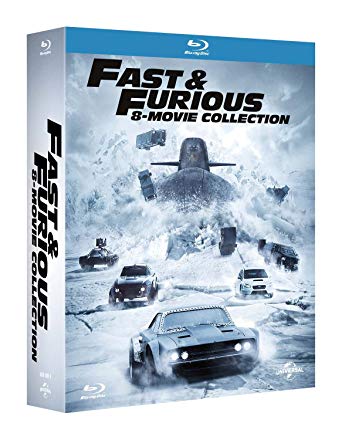 Blu-ray Disc
FAST &
FURIOUS
8-MOVIE COLLECTION
FAST &
FURIOUS
8-MOVIE COLLECTION
Blu-ray Disc
UNIVERSAL